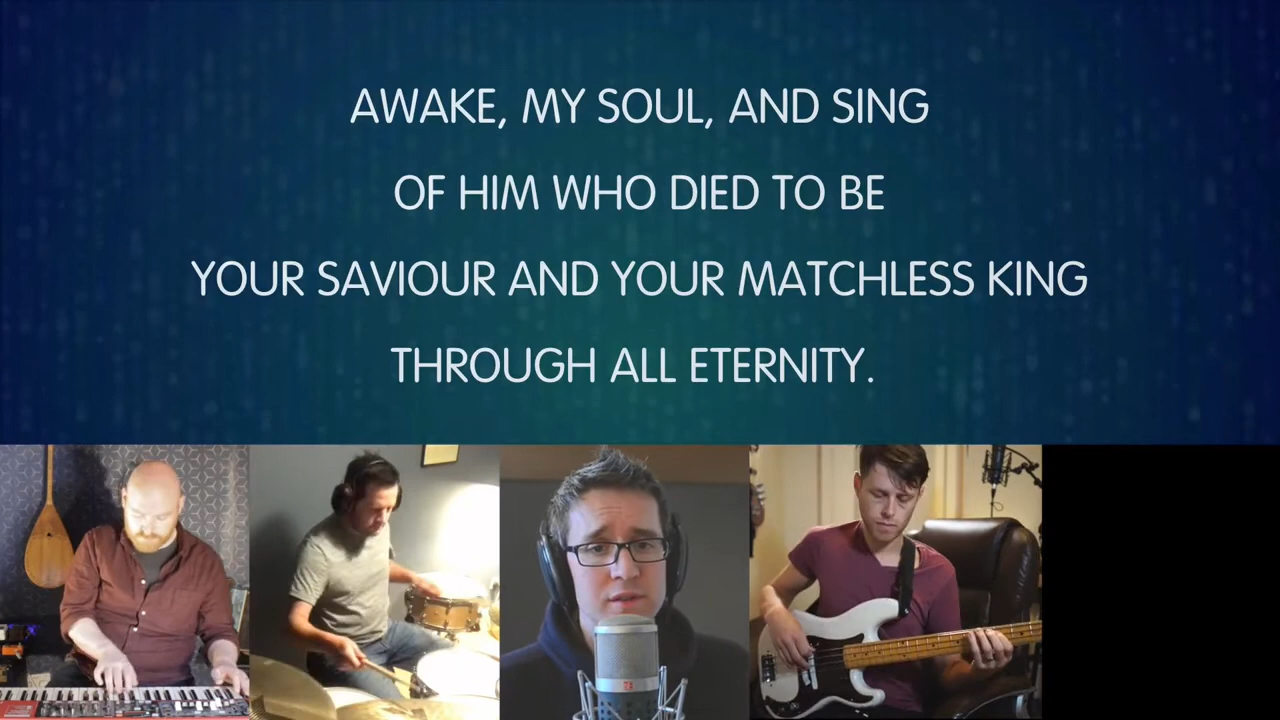 AWAKE, MY SOUL, AND SING
OF HIM WHO DIED TO BE
YOUR SAVIOUR AND YOUR MATCHLESS KING
THROUGH ALL ETERNITY.